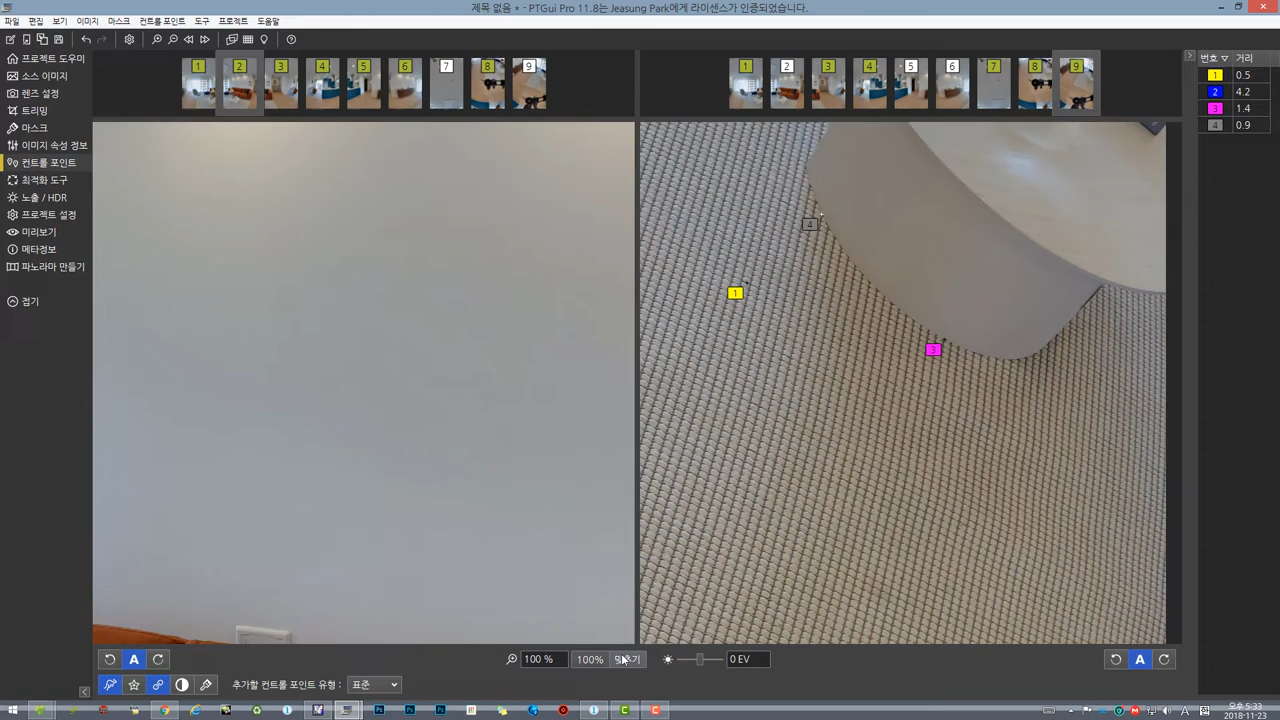 제목 없음 * - PTGui Pro 11.8는 Jeasung Park에게 라이센스가 인증되었습니다.
파일 편집 보기 이미지 마스크 컨트롤 포인트 도구 프로젝트 도움말
프로젝트 도우미
소스 이미지
렌즈 설정
트리밍
마스크
이미지 속성 정보
컨트롤 포인트
최적화 도구
노출 / HDR
프로젝트 설정
미리보기
메타정보
파노라마 만들기
접기
1 2 3 4 5 6 7 8 9
1 2 3 4 5 6 7 8 9
4
1
3
번호 거리
1 0.5
2 4.2
3 1.4
4 0.9
A
100 % 100% 맞추기
0 EV
A
추가할 컨트롤 포인트 유형 : 표준
A 한
오후 5:33
2018-11-23